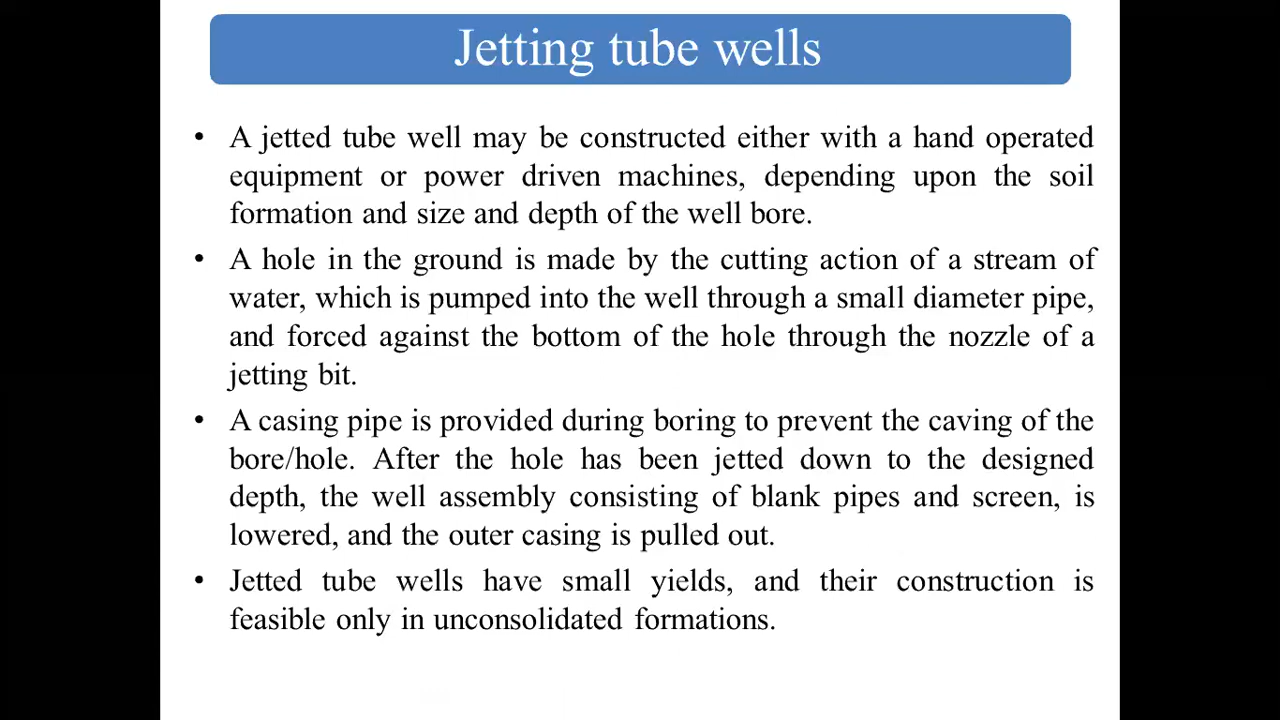 Jetting tube wells
• A jetted tube well may be constructed either with a hand operated
equipment or power driven machines, depending upon the soil
formation and size and depth of the well bore.
• A hole in the ground is made by the cutting action of a stream of
water, which is pumped into the well through a small diameter pipe,
and forced against the bottom of the hole through the nozzle of a
jetting bit.
• A casing pipe is provided during boring to prevent the caving of the
bore/hole. After the hole has been jetted down to the designed
depth, the well assembly consisting of blank pipes and screen, is
lowered, and the outer casing is pulled out.
• Jetted tube wells have small yields, and their construction is
feasible only in unconsolidated formations.